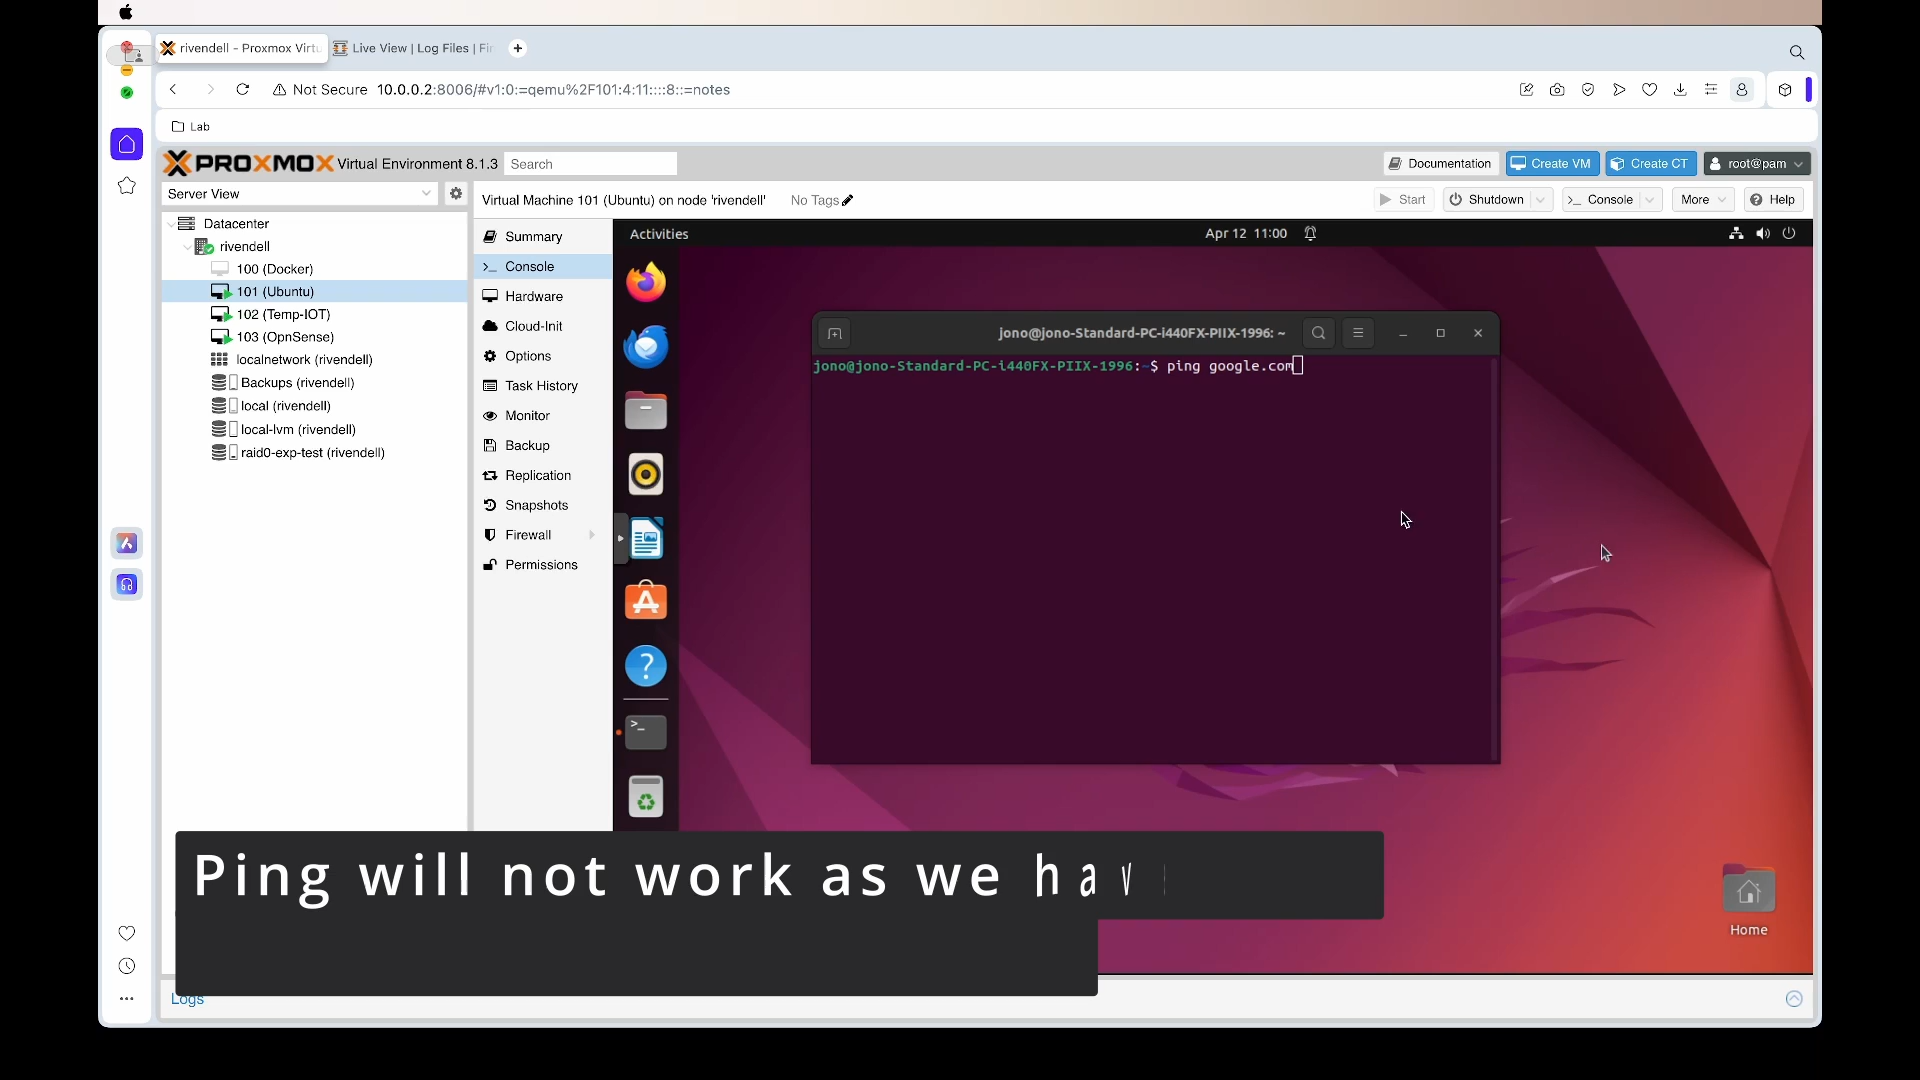 rivendell - Proxmox Virtu
Live View | Log Files | Fir
Not Secure 10.0.0.2:8006/#v1:0:=qemu%2F101:4:11::::8::=notes
Lab
PROXMOX Virtual Environment 8.1.3
Search
Documentation
Create VM
Create CT
root@pam
Server View
Virtual Machine 101 (Ubuntu) on node 'rivendell'
No Tags
Start
Shutdown
Console
More
Help
Datacenter
rivendell
100 (Docker)
101 (Ubuntu)
102 (Temp-IOT)
103 (OpnSense)
localnetwork (rivendell)
Backups (rivendell)
local (rivendell)
local-lvm (rivendell)
raid0-exp-test (rivendell)
Summary
Console
Hardware
Cloud-Init
Options
Task History
Monitor
Backup
Replication
Snapshots
Firewall
Permissions
Activities
Apr 12 11:00
jono@jono-Standard-PC-i440FX-PIIX-1996: ~
jono@jono-Standard-PC-i440FX-PIIX-1996:~$ ping google.com
Home
Ping will not work as we hav
Logs